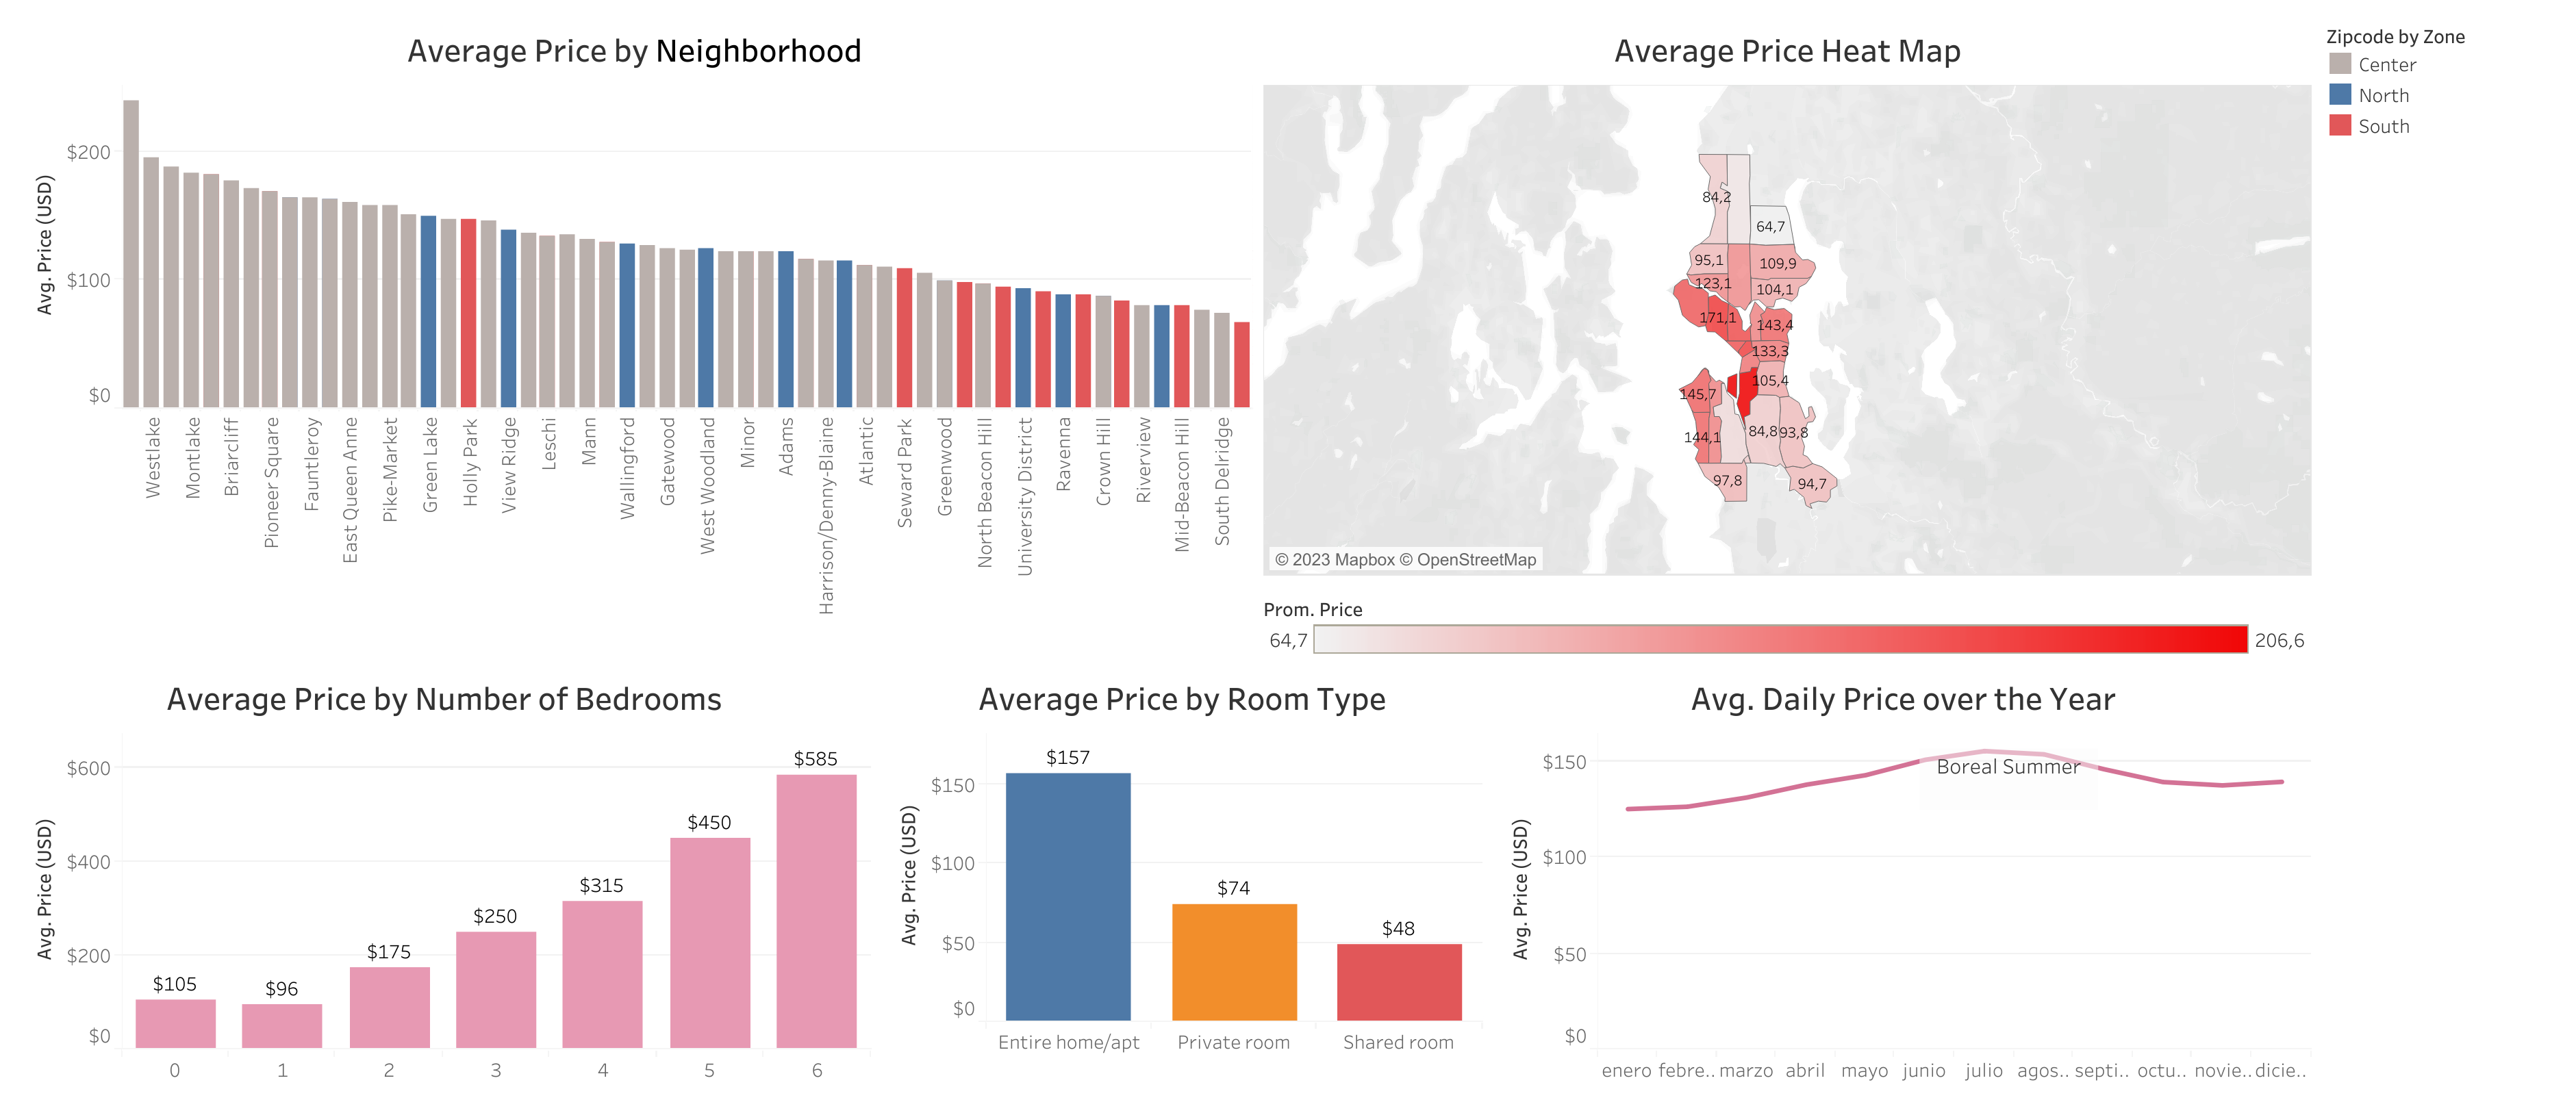 Average Price by Neighborhood
Avg. Price (USD)
$200
$100
$0
Westlake
Montlake
Briarcliff
Pioneer Square
Fauntleroy
East Queen Anne
Pike-Market
Green Lake
Holly Park
View Ridge
Leschi
Mann
Wallingford
Gatewood
West Woodland
Minor
Adams
Harrison/Denny-Blaine
Atlantic
Seward Park
Greenwood
North Beacon Hill
University District
Ravenna
Crown Hill
Riverview
Mid-Beacon Hill
South Delridge
Average Price Heat Map
84,2
64,7
95,1
109,9
123,1
104,1
171,1
143,4
133,3
105,4
145,7
144,1
84,8
93,8
97,8
94,7
© 2023 Mapbox © OpenStreetMap
Prom. Price
64,7
206,6
Zipcode by Zone
Center
North
South
Average Price by Number of Bedrooms
Avg. Price (USD)
$600
$400
$200
$0
$105
$96
$175
$250
$315
$450
$585
0
1
2
3
4
5
6
Average Price by Room Type
Avg. Price (USD)
$150
$100
$50
$0
$157
$74
$48
Entire home/apt
Private room
Shared room
Avg. Daily Price over the Year
Avg. Price (USD)
$150
$100
$50
$0
Boreal Summer
enero
febre..
marzo
abril
mayo
junio
julio
agos..
septi..
octu..
novie..
dicie..